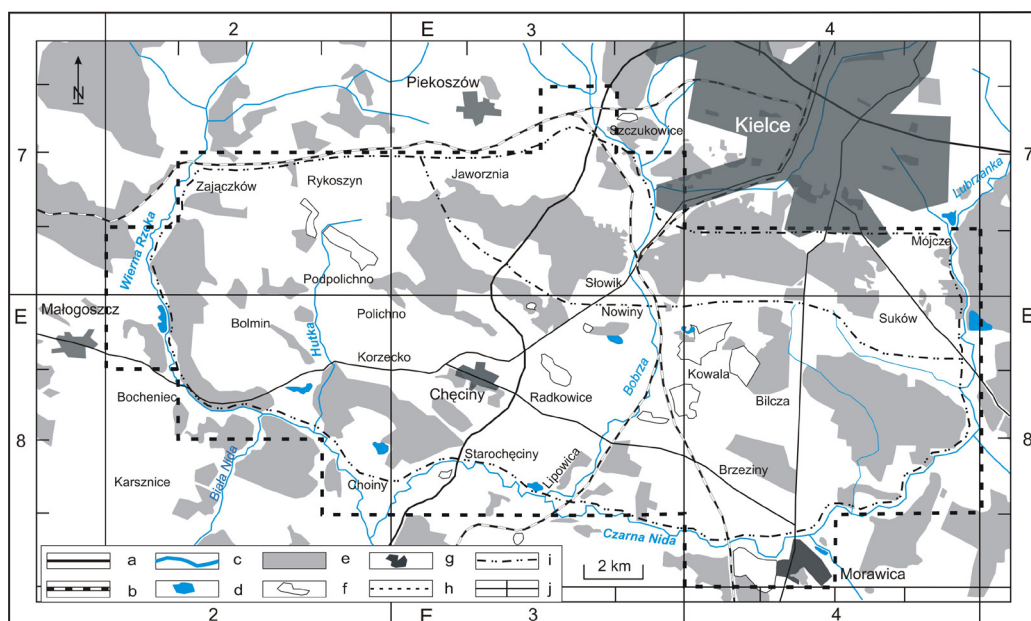 2 E 3 4
N
Piekoszów
Szczukowice
Kielce
7 7
Zajączków
Rykoszyn
Jaworznia
Lubrzanka
Wierna Rzeka
Mójcze
Podpolichno
Słowik
E E
Małogoszcz
Bolmin
Polichno
Nowiny
Suków
Hutka
Korzecko
Bobrza
Kowala
Bocheniec
Chęciny
Radkowice
Bilcza
8 8
Starochęciny
Brzeziny
Karsznice
Biała Nida
Choiny
Lipowica
Czarna Nida
a c e g i
2 km
Morawica
b d f h j
2 E 3 4